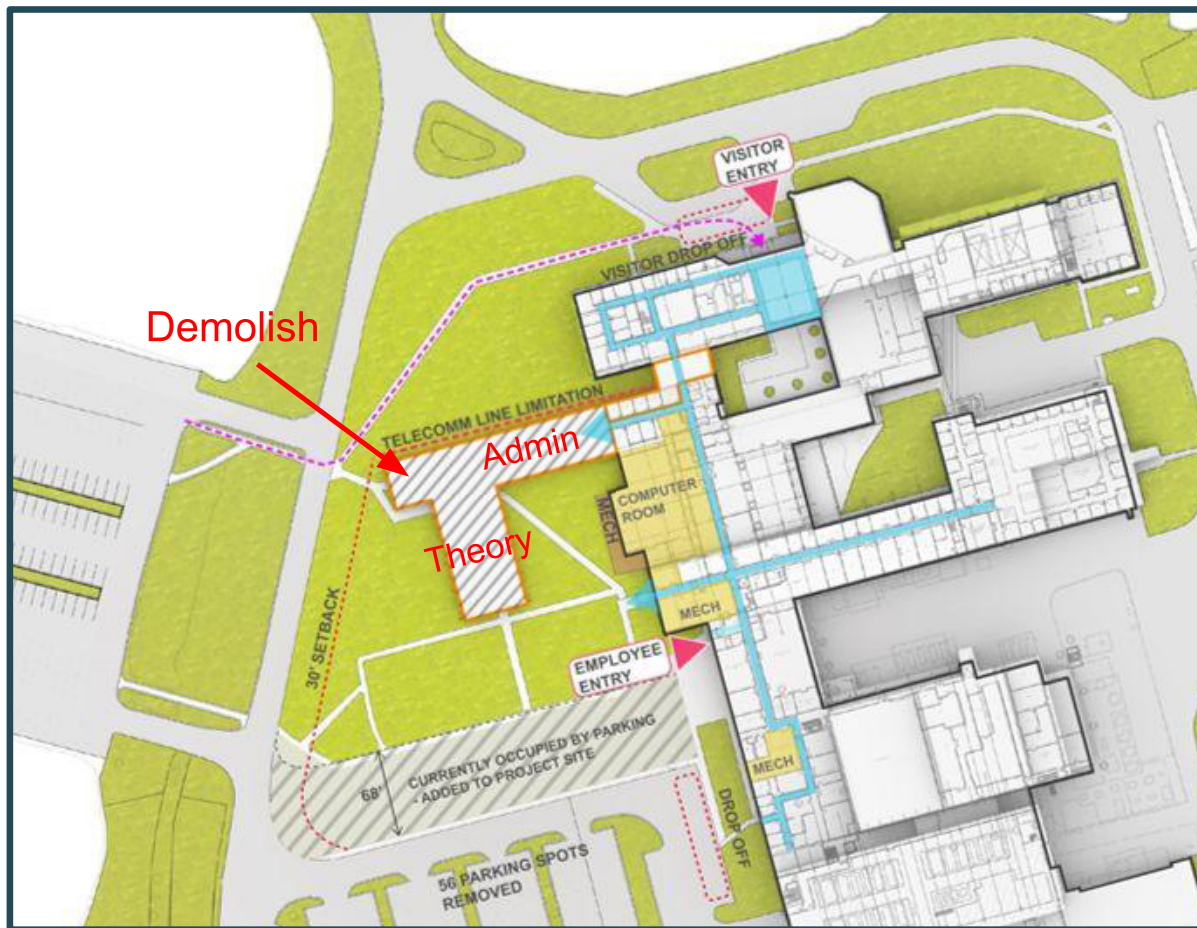 VISITOR
ENTRY
VISITOR DROP OFF
Demolish
TELECOMM LINE LIMITATION
Admin
COMPUTER
ROOM
MECH
Theory
MECH
30' SETBACK
EMPLOYEE
ENTRY
MECH
CURRENTLY OCCUPIED BY PARKING
- ADDED TO PROJECT SITE
68'
DROP OFF
56 PARKING SPOTS
REMOVED